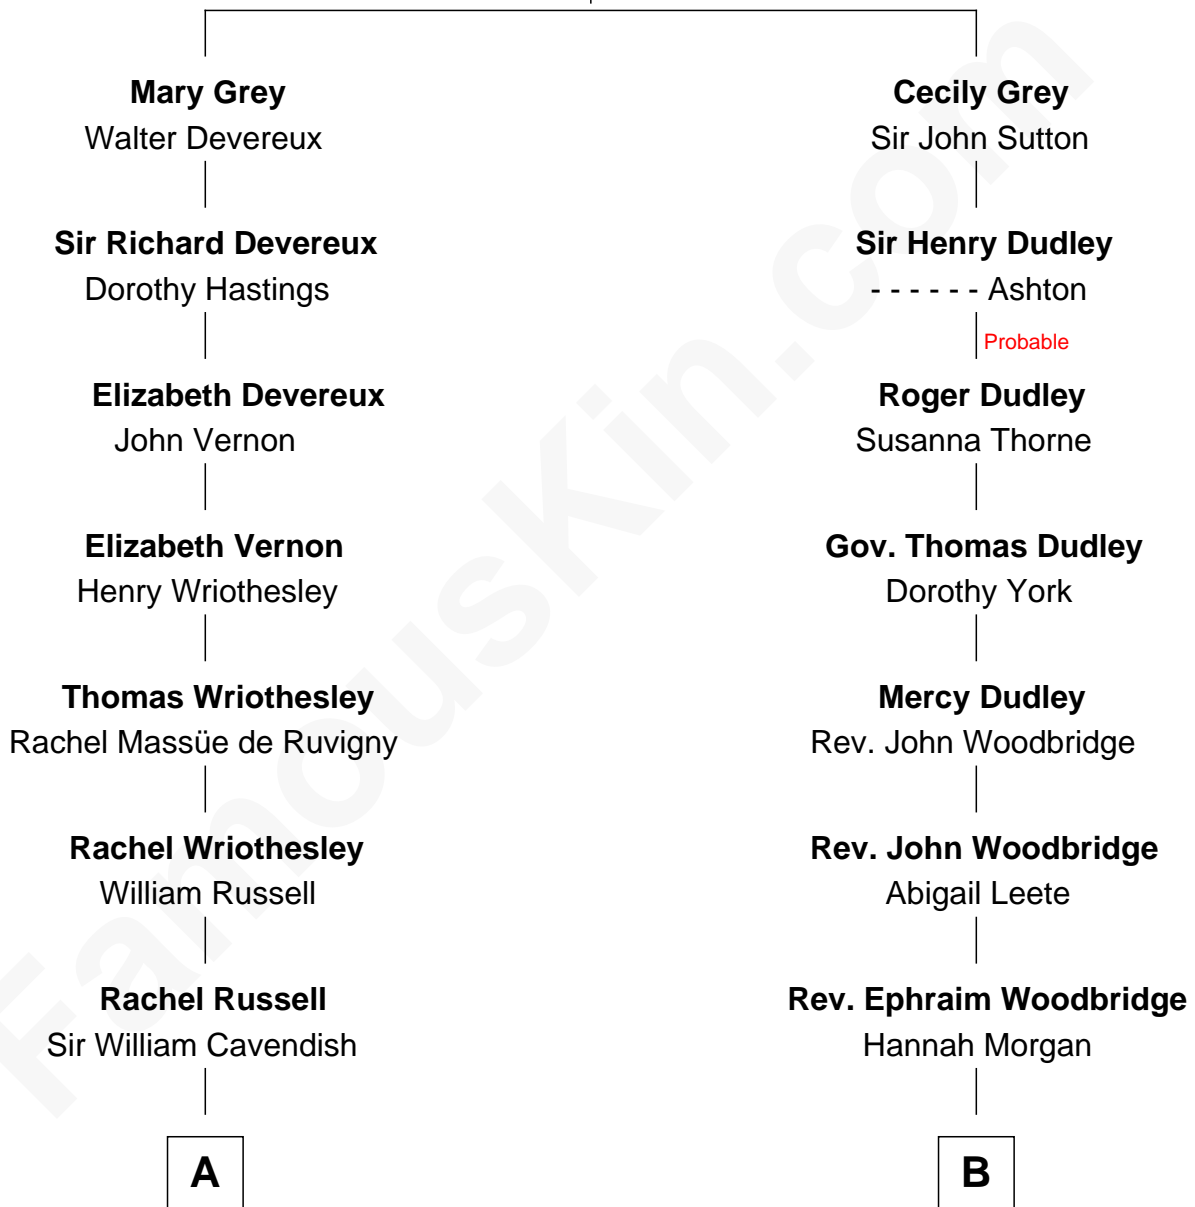 Mary Grey
Walter Devereux
Cecily Grey
Sir John Sutton
Sir Richard Devereux
Dorothy Hastings
Sir Henry Dudley
- - - - - - Ashton
Probable
Elizabeth Devereux
John Vernon
Roger Dudley
Susanna Thorne
Elizabeth Vernon
Henry Wriothesley
Gov. Thomas Dudley
Dorothy York
Thomas Wriothesley
Rachel Massüe de Ruvigny
Mercy Dudley
Rev. John Woodbridge
Rachel Wriothesley
William Russell
Rev. John Woodbridge
Abigail Leete
Rachel Russell
Sir William Cavendish
Rev. Ephraim Woodbridge
Hannah Morgan
A
B
FamousKin.com